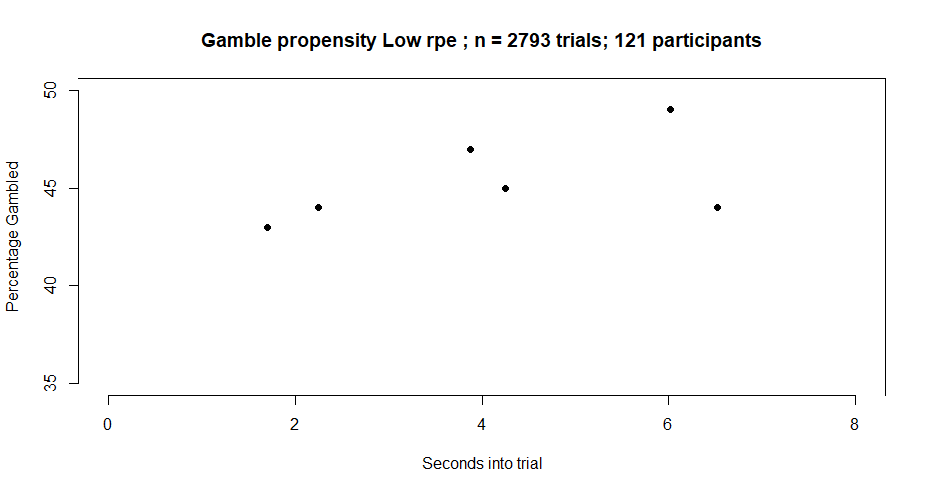 Gamble propensity Low rpe ; n = 2793 trials; 121 participants
Percentage Gambled
50
45
40
35
0 2 4 6 8
Seconds into trial